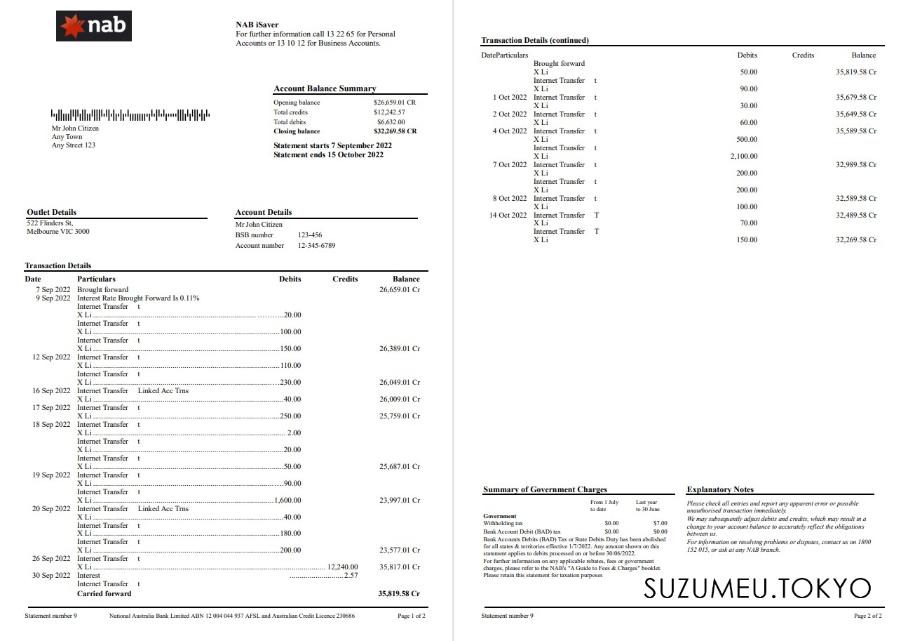 nab
NAB iSaver
For further information call 13 22 65 for Personal
Accounts or 13 10 12 for Business Accounts.
Account Balance Summary
Opening balance $26,659.01 CR
Total credits $12,242.57
Total debits $6,632.00
Closing balance $32,269.58 CR
Statement starts 7 September 2022
Statement ends 15 October 2022
Mr John Citizen
Any Town
Any Street 123
Outlet Details
522 Flinders St,
Melbourne VIC 3000
Account Details
Mr John Citizen
BSB number 123-456
Account number 12-345-6789
Transaction Details
Date Particulars Debits Credits Balance
7 Sep 2022 Brought forward 26,659.01 Cr
9 Sep 2022 Interest Rate Brought Forward Is 0.11%
Internet Transfer t
X Li 20.00
Internet Transfer t
X Li 100.00
Internet Transfer t
X Li 150.00 26,389.01 Cr
12 Sep 2022 Internet Transfer t
X Li 110.00
Internet Transfer t
X Li 230.00 26,049.01 Cr
16 Sep 2022 Internet Transfer Linked Acc Trns
X Li 40.00 26,009.01 Cr
17 Sep 2022 Internet Transfer t
X Li 250.00 25,759.01 Cr
18 Sep 2022 Internet Transfer t
X Li 2.00
Internet Transfer t
X Li 20.00
Internet Transfer t
X Li 50.00 25,687.01 Cr
19 Sep 2022 Internet Transfer t
X Li 90.00
Internet Transfer t
X Li 1,600.00 23,997.01 Cr
20 Sep 2022 Internet Transfer Linked Acc Trns
X Li 40.00
Internet Transfer t
X Li 180.00
Internet Transfer t
X Li 200.00 23,577.01 Cr
26 Sep 2022 Internet Transfer t
X Li 12,240.00 35,817.01 Cr
30 Sep 2022 Interest 2.57
Internet Transfer t
Carried forward 35,819.58 Cr
Statement number 9 National Australia Bank Limited ABN 12 004 044 937 AFSL and Australian Credit Licence 230686 Page 1 of 2
Transaction Details (continued)
DateParticulars Debits Credits Balance
Brought forward
X Li 50.00 35,819.58 Cr
Internet Transfer t
X Li 90.00
1 Oct 2022 Internet Transfer t 35,679.58 Cr
X Li 30.00
2 Oct 2022 Internet Transfer t 35,649.58 Cr
X Li 60.00
4 Oct 2022 Internet Transfer t 35,589.58 Cr
X Li 500.00
Internet Transfer t
X Li 2,100.00
7 Oct 2022 Internet Transfer t 32,989.58 Cr
X Li 200.00
Internet Transfer t
X Li 200.00
8 Oct 2022 Internet Transfer t 32,589.58 Cr
X Li 100.00
14 Oct 2022 Internet Transfer T 32,489.58 Cr
X Li 70.00
Internet Transfer T
X Li 150.00 32,269.58 Cr
Summary of Government Charges
From 1 July Last year
to date to 30 June
Government
Withholding tax $0.00 $7.00
Bank Account Debit (BAD) tax $0.00 $0.00
Bank Accounts Debits (BAD) Tax or State Debits Duty has been abolished
for all states & territories effective 1/7/2022. Any amount shown on this
statement applies to debits processed on or before 30/06/2022.
For further information on any applicable rebates, fees or government
charges, please refer to the NAB's "A Guide to Fees & Charges" booklet.
Please retain this statement for taxation purposes
Explanatory Notes
Please check all entries and report any apparent error or possible
unauthorised transaction immediately.
We may subsequently adjust debits and credits, which may result in a
change to your account balance to accurately reflect the obligations
between us.
For information on resolving problems or disputes, contact us on 1800
152 015, or ask at any NAB branch.
SUZUMEU.TOKYO
Statement number 9 Page 2 of 2